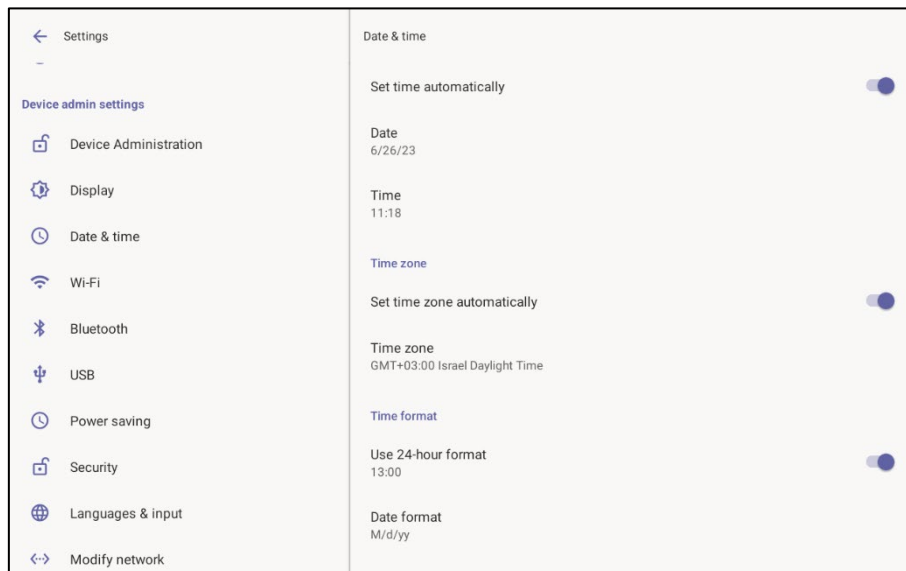 Settings
Device admin settings
Device Administration
Display
Date & time
Wi-Fi
Bluetooth
USB
Power saving
Security
Languages & input
Modify network
Date & time
Set time automatically
Date
6/26/23
Time
11:18
Time zone
Set time zone automatically
Time zone
GMT+03:00 Israel Daylight Time
Time format
Use 24-hour format
13:00
Date format
M/d/yy